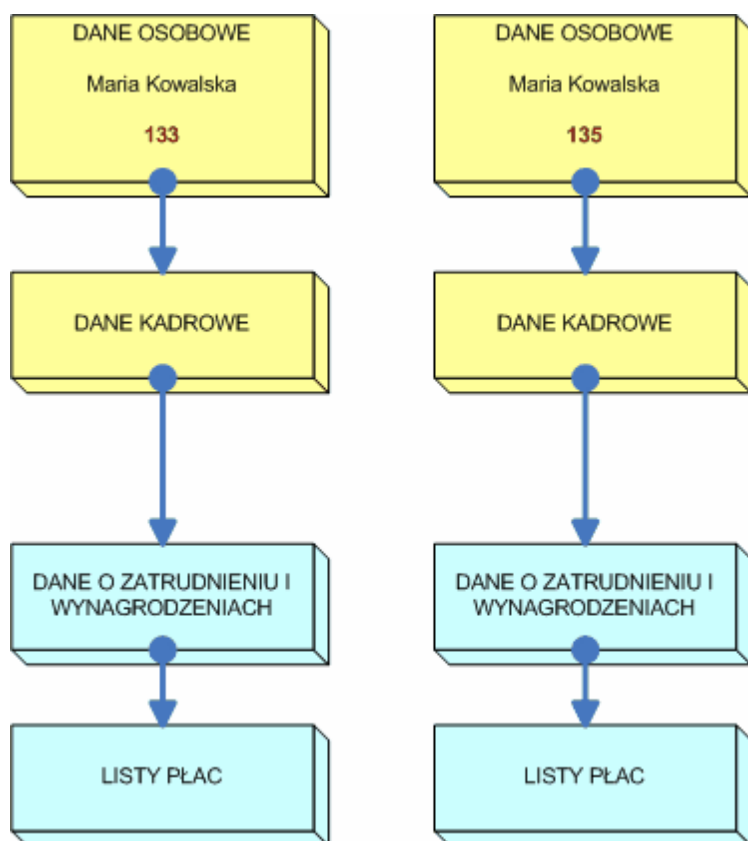 DANE OSOBOWE
Maria Kowalska
133
DANE KADROWE
DANE O ZATRUDNIENIU I
WYNAGRODZENIACH
LISTY PŁAC
DANE OSOBOWE
Maria Kowalska
135
DANE KADROWE
DANE O ZATRUDNIENIU I
WYNAGRODZENIACH
LISTY PŁAC